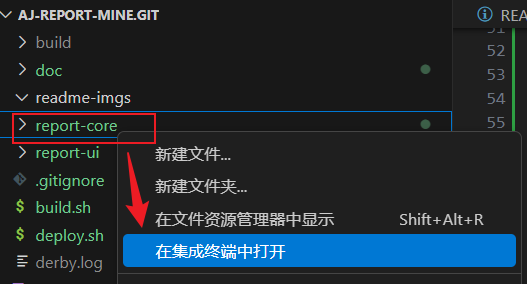 AJ-REPORT-MINE.GIT
build
doc
readme-imgs
report-core
report-ui
.gitignore
build.sh
deploy.sh
derby.log
新建文件...
新建文件夹...
在文件资源管理器中显示 Shift+Alt+R
在集成终端中打开
READ
52
53
54
55